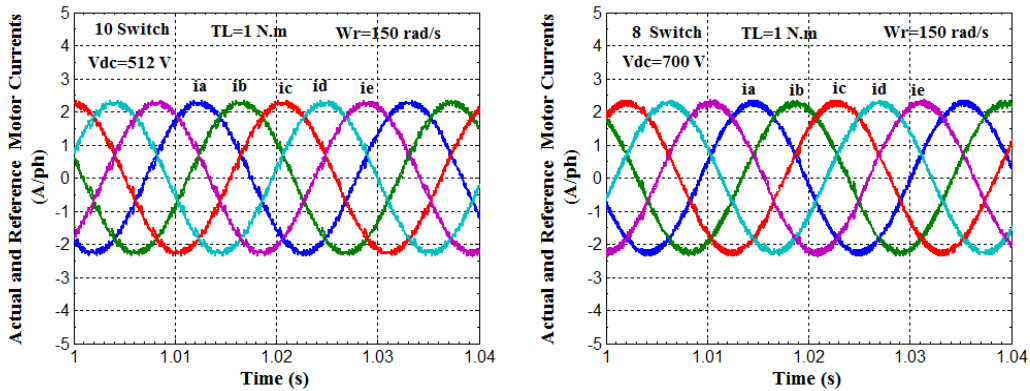 Actual and Reference Motor Currents
(A/ph)
5
4
3
2
1
0
-1
-2
-3
-4
-5
10 Switch TL=1 N.m Wr=150 rad/s
Vdc=512 V
ia ib ic id ie
1 1.01 1.02 1.03 1.04
Time (s)
Actual and Reference Motor Currents
(A/ph)
5
4
3
2
1
0
-1
-2
-3
-4
-5
8 Switch TL=1 N.m Wr=150 rad/s
Vdc=700 V
ia ib ic id ie
1 1.01 1.02 1.03 1.04
Time (s)